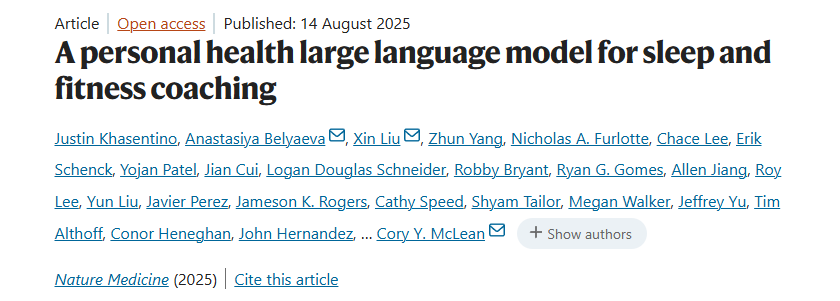 Article | Open access | Published: 14 August 2025
A personal health large language model for sleep and
fitness coaching
Justin Khasentino, Anastasiya Belyaeva, Xin Liu, Zhun Yang, Nicholas A. Furlotte, Chace Lee, Erik
Schenck, Yojan Patel, Jian Cui, Logan Douglas Schneider, Robby Bryant, Ryan G. Gomes, Allen Jiang, Roy
Lee, Yun Liu, Javier Perez, Jameson K. Rogers, Cathy Speed, Shyam Tailor, Megan Walker, Jeffrey Yu, Tim
Althoff, Conor Heneghan, John Hernandez, … Cory Y. McLean + Show authors
Nature Medicine (2025) | Cite this article